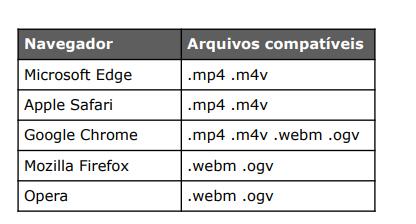 Navegador Arquivos compatíveis
Microsoft Edge .mp4 .m4v
Apple Safari .mp4 .m4v
Google Chrome .mp4 .m4v .webm .ogv
Mozilla Firefox .webm .ogv
Opera .webm .ogv